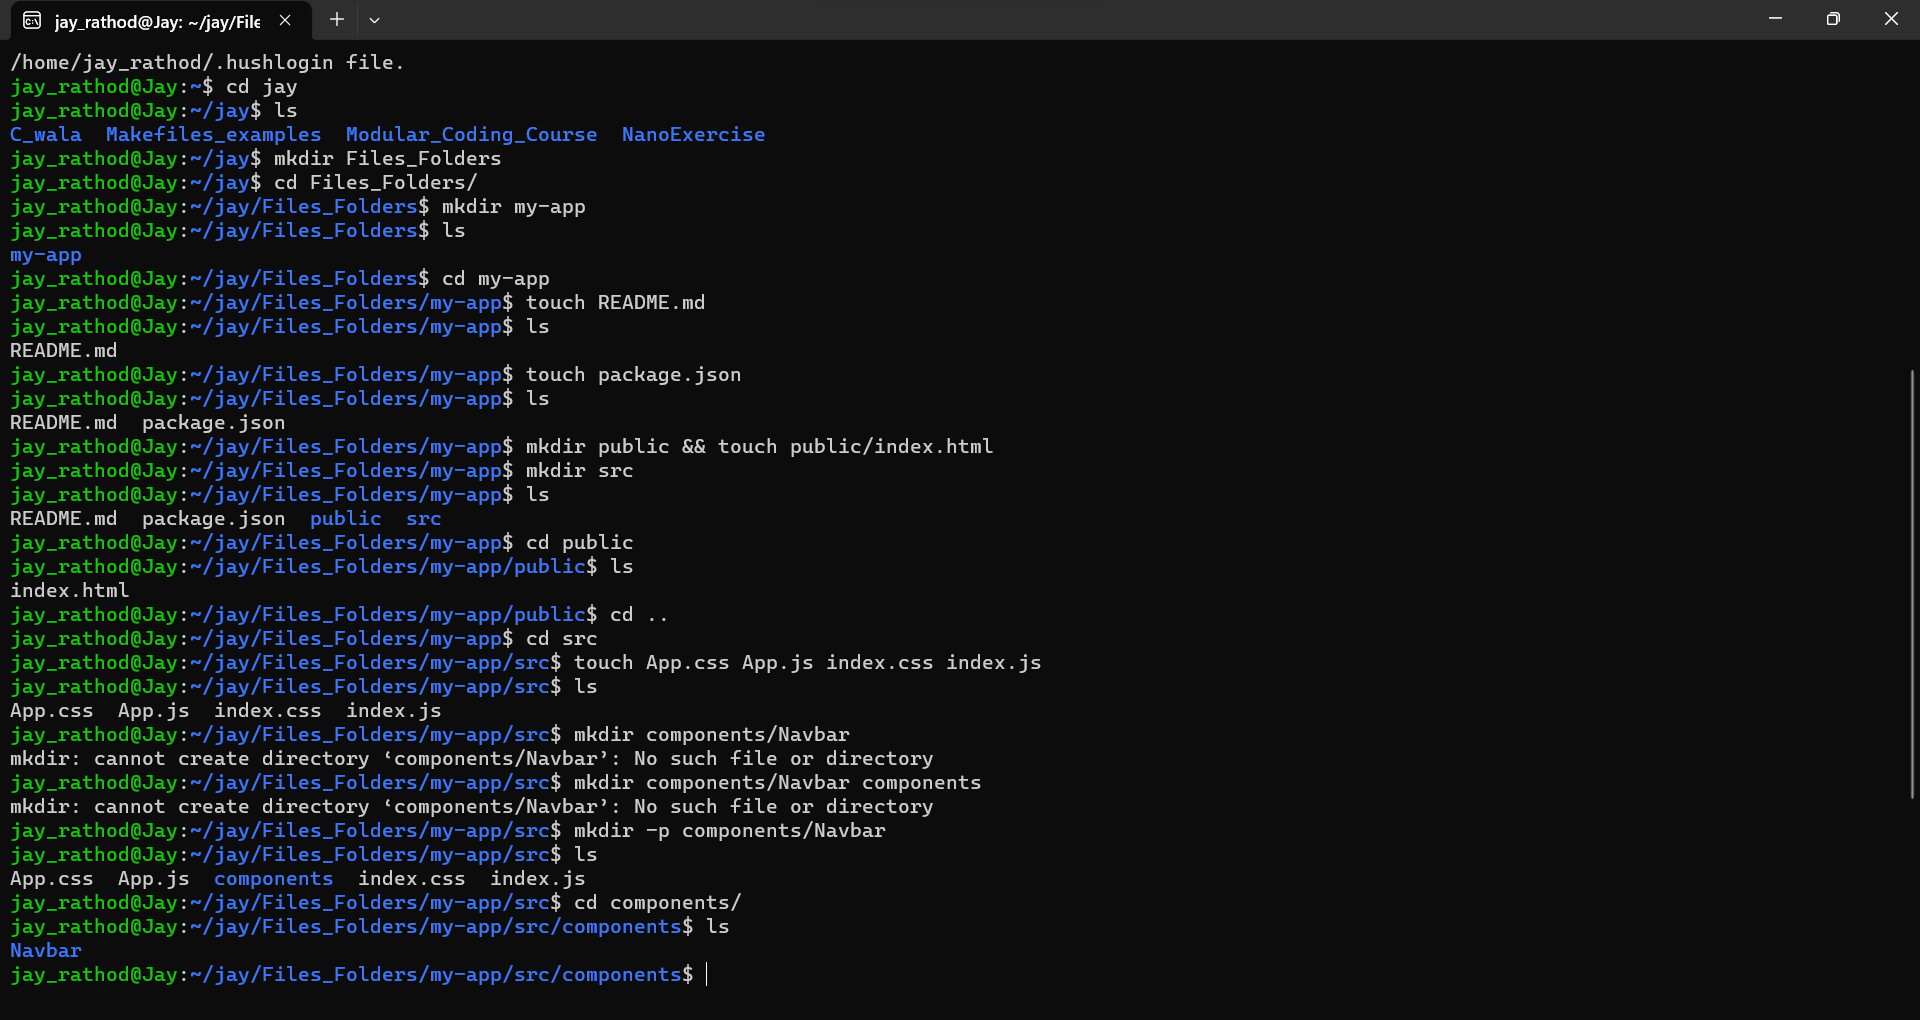 jay_rathod@Jay: ~/jay/File
/home/jay_rathod/.hushlogin file.
jay_rathod@Jay:~$ cd jay
jay_rathod@Jay:~/jay$ ls
C_wala  Makefiles_examples  Modular_Coding_Course  NanoExercise
jay_rathod@Jay:~/jay$ mkdir Files_Folders
jay_rathod@Jay:~/jay$ cd Files_Folders/
jay_rathod@Jay:~/jay/Files_Folders$ mkdir my-app
jay_rathod@Jay:~/jay/Files_Folders$ ls
my-app
jay_rathod@Jay:~/jay/Files_Folders$ cd my-app
jay_rathod@Jay:~/jay/Files_Folders/my-app$ touch README.md
jay_rathod@Jay:~/jay/Files_Folders/my-app$ ls
README.md
jay_rathod@Jay:~/jay/Files_Folders/my-app$ touch package.json
jay_rathod@Jay:~/jay/Files_Folders/my-app$ ls
README.md  package.json
jay_rathod@Jay:~/jay/Files_Folders/my-app$ mkdir public && touch public/index.html
jay_rathod@Jay:~/jay/Files_Folders/my-app$ mkdir src
jay_rathod@Jay:~/jay/Files_Folders/my-app$ ls
README.md  package.json  public  src
jay_rathod@Jay:~/jay/Files_Folders/my-app$ cd public
jay_rathod@Jay:~/jay/Files_Folders/my-app/public$ ls
index.html
jay_rathod@Jay:~/jay/Files_Folders/my-app/public$ cd ..
jay_rathod@Jay:~/jay/Files_Folders/my-app$ cd src
jay_rathod@Jay:~/jay/Files_Folders/my-app/src$ touch App.css App.js index.css index.js
jay_rathod@Jay:~/jay/Files_Folders/my-app/src$ ls
App.css  App.js  index.css  index.js
jay_rathod@Jay:~/jay/Files_Folders/my-app/src$ mkdir components/Navbar
mkdir: cannot create directory ‘components/Navbar’: No such file or directory
jay_rathod@Jay:~/jay/Files_Folders/my-app/src$ mkdir components/Navbar components
mkdir: cannot create directory ‘components/Navbar’: No such file or directory
jay_rathod@Jay:~/jay/Files_Folders/my-app/src$ mkdir -p components/Navbar
jay_rathod@Jay:~/jay/Files_Folders/my-app/src$ ls
App.css  App.js  components  index.css  index.js
jay_rathod@Jay:~/jay/Files_Folders/my-app/src$ cd components/
jay_rathod@Jay:~/jay/Files_Folders/my-app/src/components$ ls
Navbar
jay_rathod@Jay:~/jay/Files_Folders/my-app/src/components$